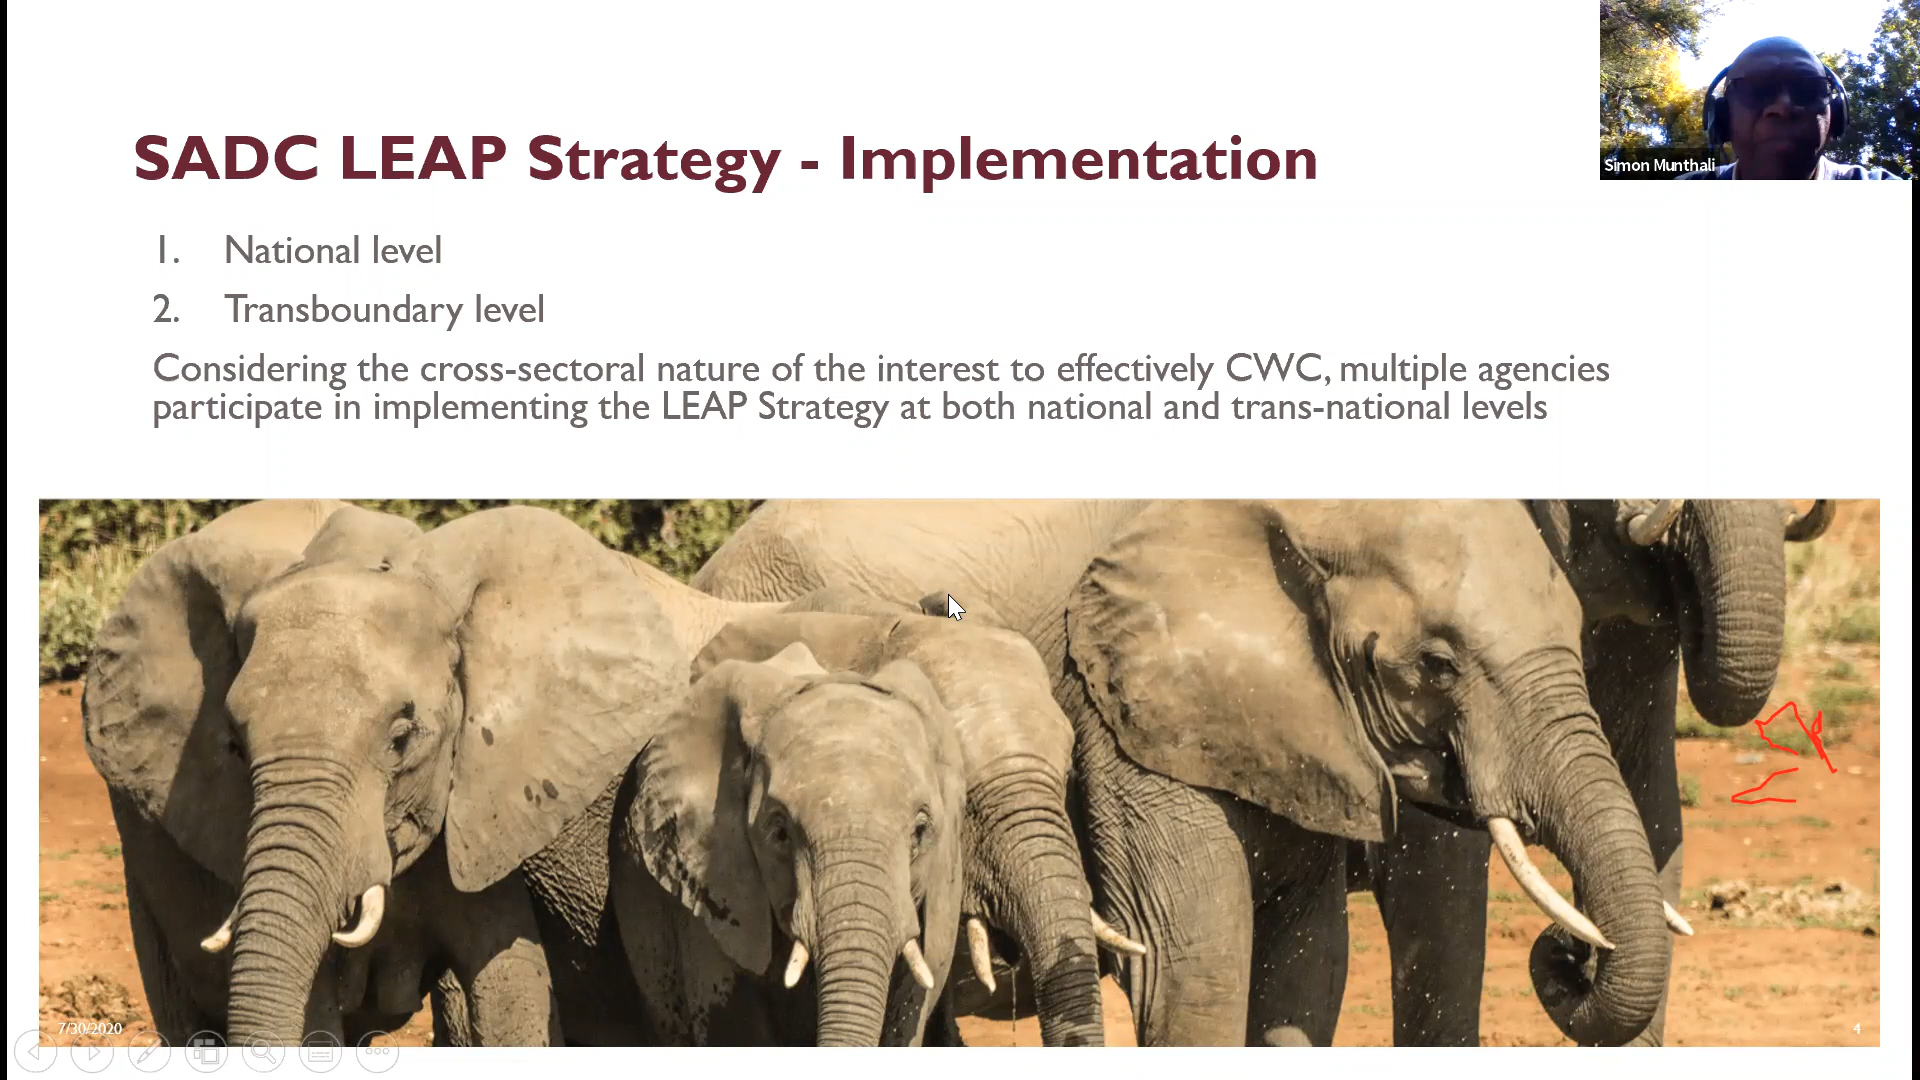 SADC LEAP Strategy - Implementation
Simon Munthali
1. National level
2. Transboundary level
Considering the cross-sectoral nature of the interest to effectively CWC, multiple agencies
participate in implementing the LEAP Strategy at both national and trans-national levels
7/30/2020
4